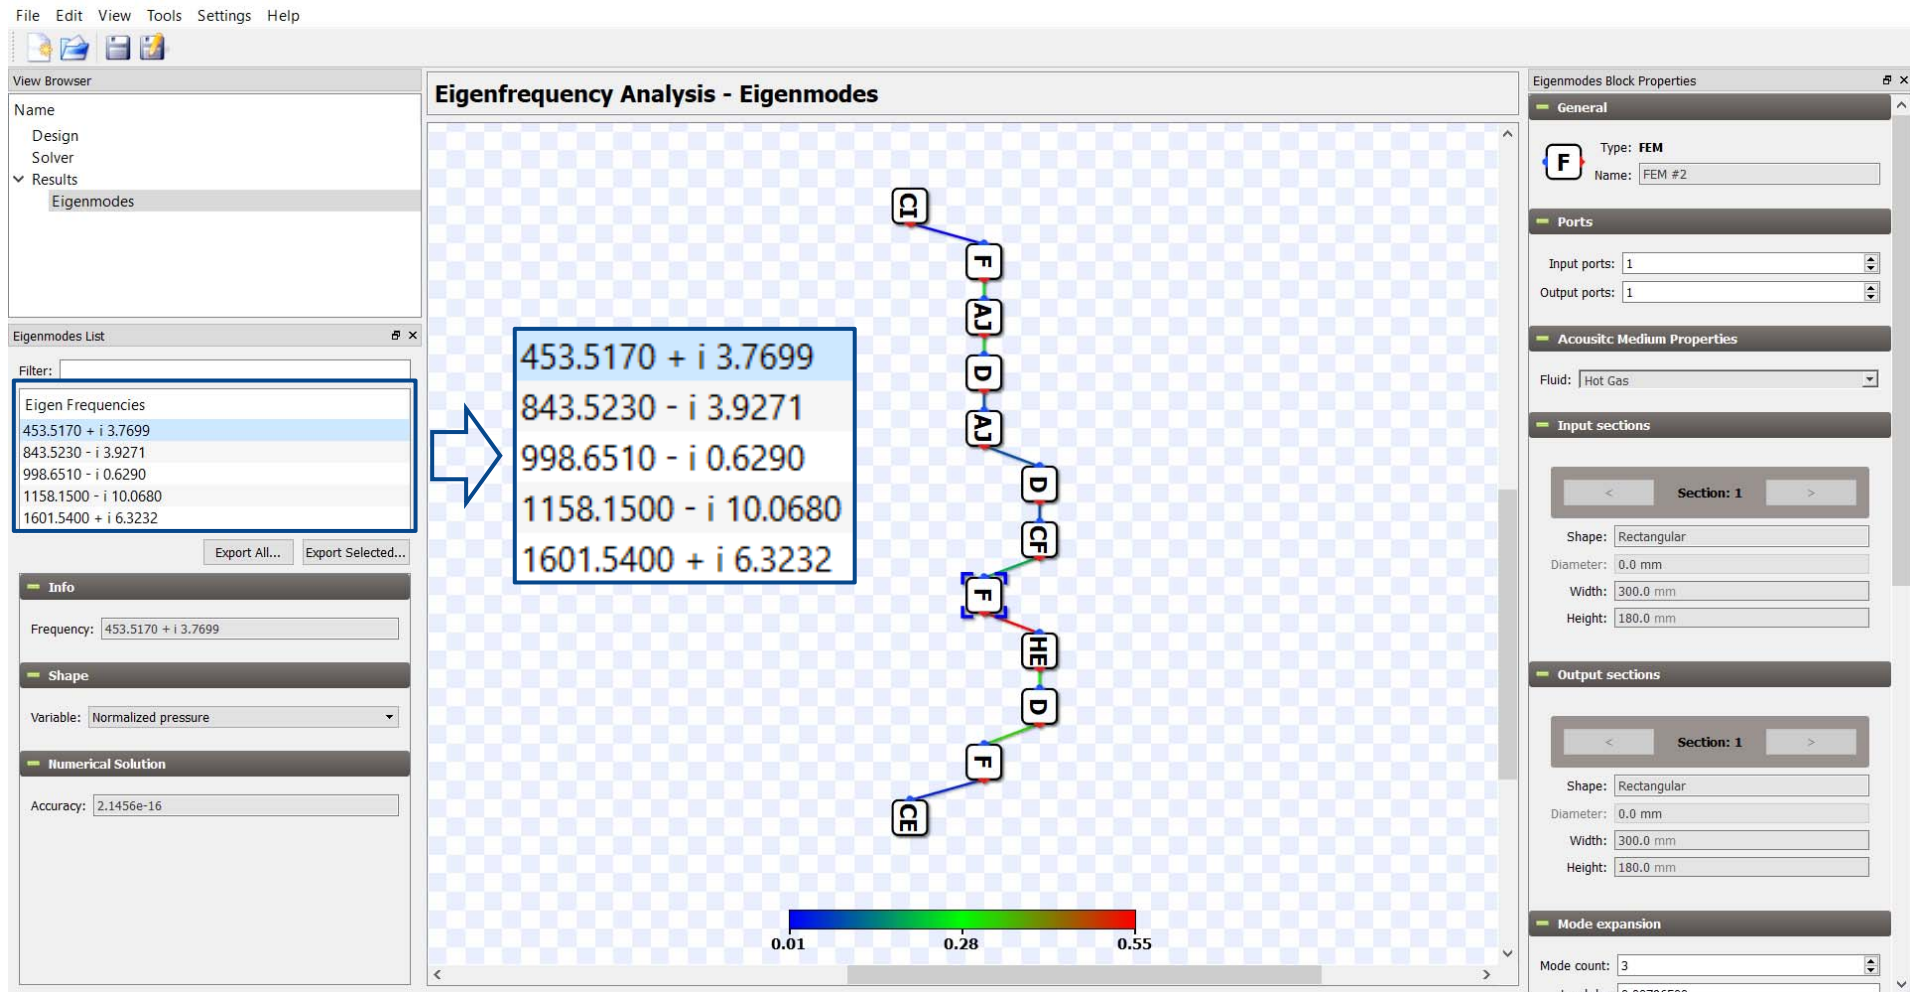 File Edit View Tools Settings Help
View Browser
Name
Design
Solver
Results
Eigenmodes
Eigenmodes List
Filter:
Eigen Frequencies
453.5170 + i 3.7699
843.5230 - i 3.9271
998.6510 - i 0.6290
1158.1500 - i 10.0680
1601.5400 + i 6.3232
Export All... Export Selected...
Info
Frequency: 453.5170 + i 3.7699
Shape
Variable: Normalized pressure
Numerical Solution
Accuracy: 2.1456e-16
Eigenfrequency Analysis - Eigenmodes
453.5170 + i 3.7699
843.5230 - i 3.9271
998.6510 - i 0.6290
1158.1500 - i 10.0680
1601.5400 + i 6.3232
CI
F
AJ
D
AJ
D
CF
F
HE
D
F
CE
0.01 0.28 0.55
Eigenmodes Block Properties
General
F
Type: FEM
Name: FEM #2
Ports
Input ports: 1
Output ports: 1
Acousitc Medium Properties
Fluid: Hot Gas
Input sections
< Section: 1 >
Shape: Rectangular
Diameter: 0.0 mm
Width: 300.0 mm
Height: 180.0 mm
Output sections
< Section: 1 >
Shape: Rectangular
Diameter: 0.0 mm
Width: 300.0 mm
Height: 180.0 mm
Mode expansion
Mode count: 3